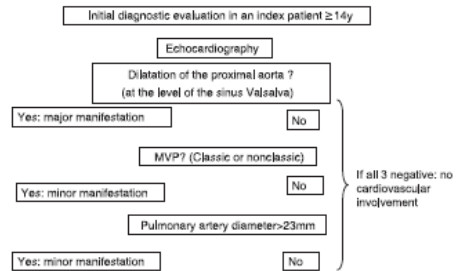 Initial diagnostic evaluation in an index patient ≥14y
Echocardiography
Dilatation of the proximal aorta ?
(at the level of the sinus Valsalva)
Yes: major manifestation
No
MVP? (Classic or nonclassic)
Yes: minor manifestation
No
Pulmonary artery diameter>23mm
Yes: minor manifestation
No
If all 3 negative: no
cardiovascular
involvement